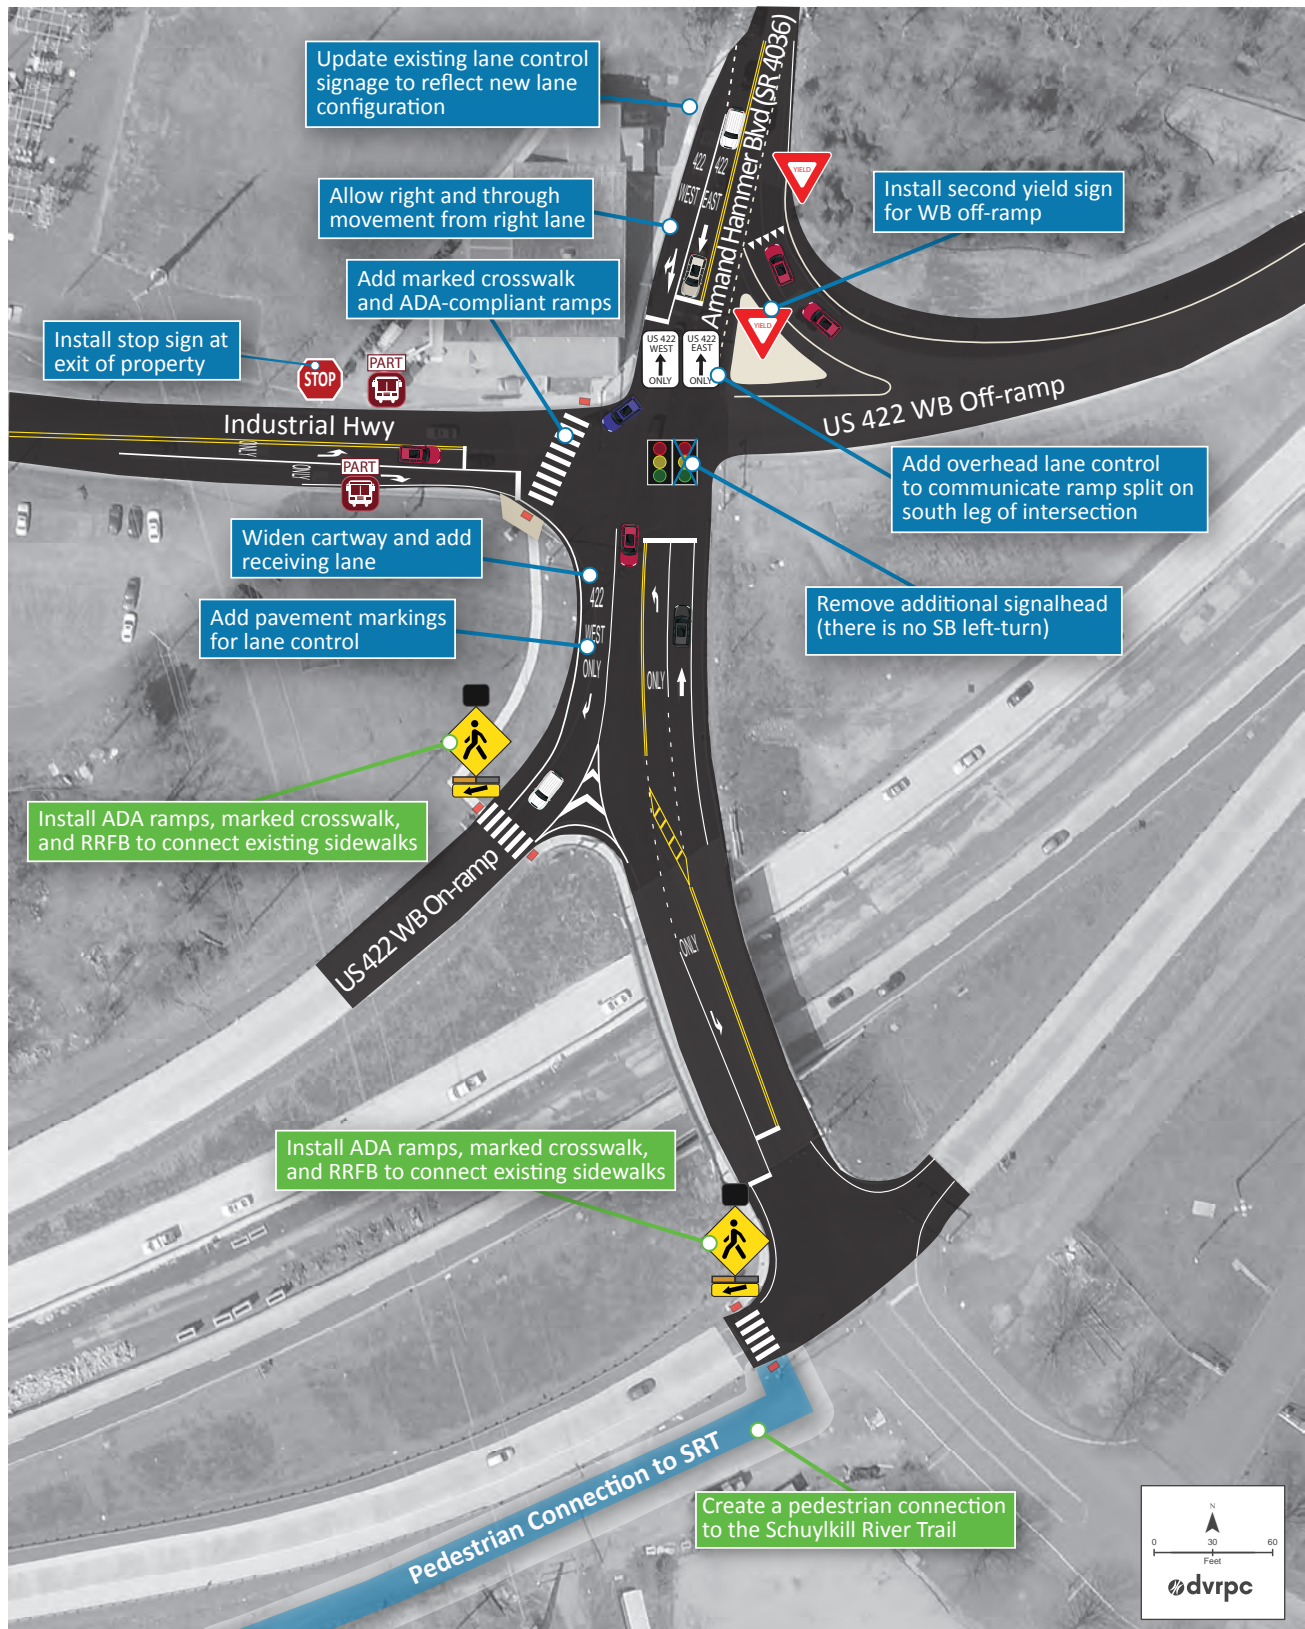 Update existing lane control
signage to reflect new lane
configuration
Armand Hammer Blvd (SR 4036)
422
WEST
422
EAST
YIELD
Allow right and through
movement from right lane
Install second yield sign
for WB off-ramp
Add marked crosswalk
and ADA-compliant ramps
YIELD
Install stop sign at
exit of property
STOP
PART
US 422
WEST
ONLY
US 422
EAST
ONLY
US 422 WB Off-ramp
Industrial Hwy
ONLY
ONLY
PART
Add overhead lane control
to communicate ramp split on
south leg of intersection
Widen cartway and add
receiving lane
Add pavement markings
for lane control
422
WEST
ONLY
ONLY
Remove additional signalhead
(there is no SB left-turn)
Install ADA ramps, marked crosswalk,
and RRFB to connect existing sidewalks
US 422 WB On-ramp
ONLY
Install ADA ramps, marked crosswalk,
and RRFB to connect existing sidewalks
Pedestrian Connection to SRT
Create a pedestrian connection
to the Schuylkill River Trail
N
0 30 60
Feet
dvrpc